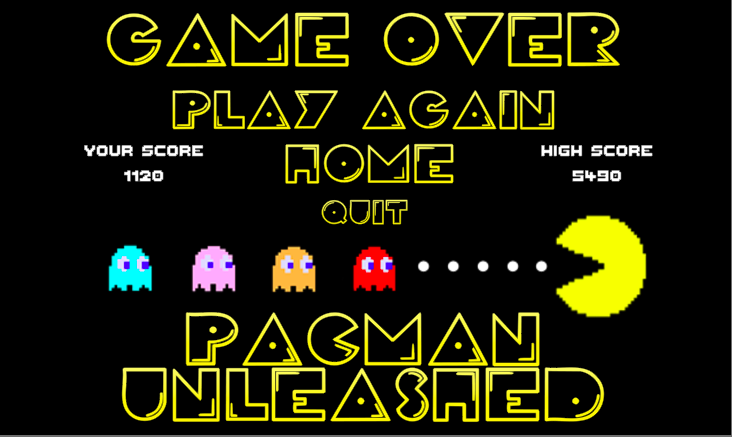 GAME OVER
PLAY AGAIN
YOUR SCORE
1120
HOME
HIGH SCORE
5490
QUIT
PACMAN
UNLEASHED